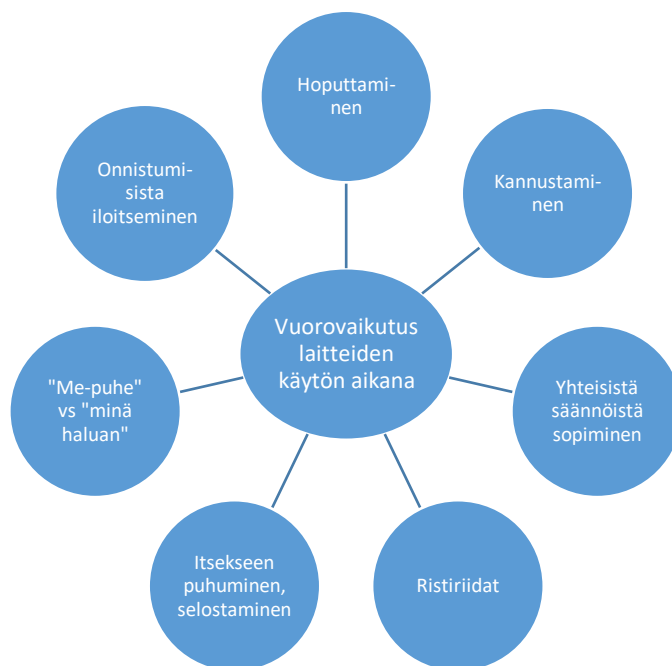 Hoputtami-
nen
Onnistumi-
sista
iloitseminen
Kannustami-
nen
Vuorovaikutus
laitteiden
käytön aikana
"Me-puhe"
vs "minä
haluan"
Yhteisistä
säännöistä
sopiminen
Itsekseen
puhuminen,
selostaminen
Ristiriidat